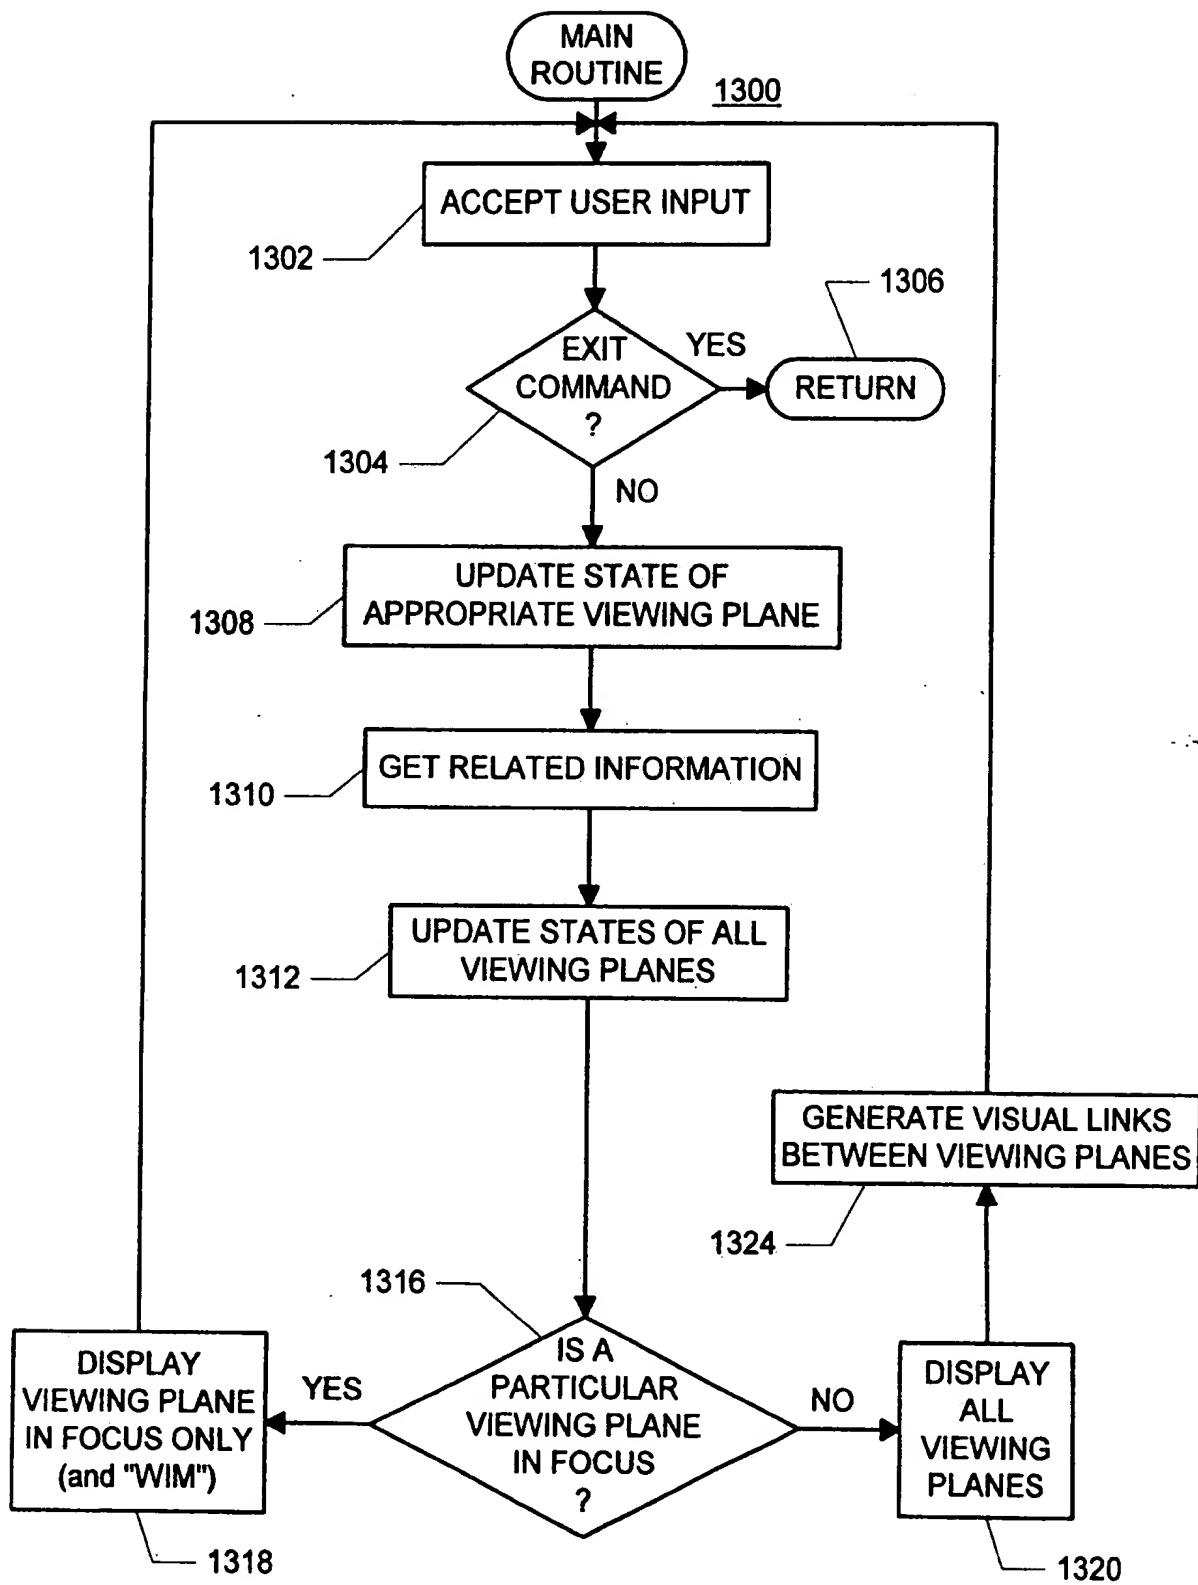 MAIN
ROUTINE
1300
ACCEPT USER INPUT
1302
1306
EXIT
COMMAND
?
YES
RETURN
1304
NO
UPDATE STATE OF
APPROPRIATE VIEWING PLANE
1308
GET RELATED INFORMATION
1310
UPDATE STATES OF ALL
VIEWING PLANES
1312
GENERATE VISUAL LINKS
BETWEEN VIEWING PLANES
1324
1316
IS A
PARTICULAR
VIEWING PLANE
IN FOCUS
?
YES
DISPLAY
VIEWING PLANE
IN FOCUS ONLY
(and "WIM")
1318
NO
DISPLAY
ALL
VIEWING
PLANES
1320